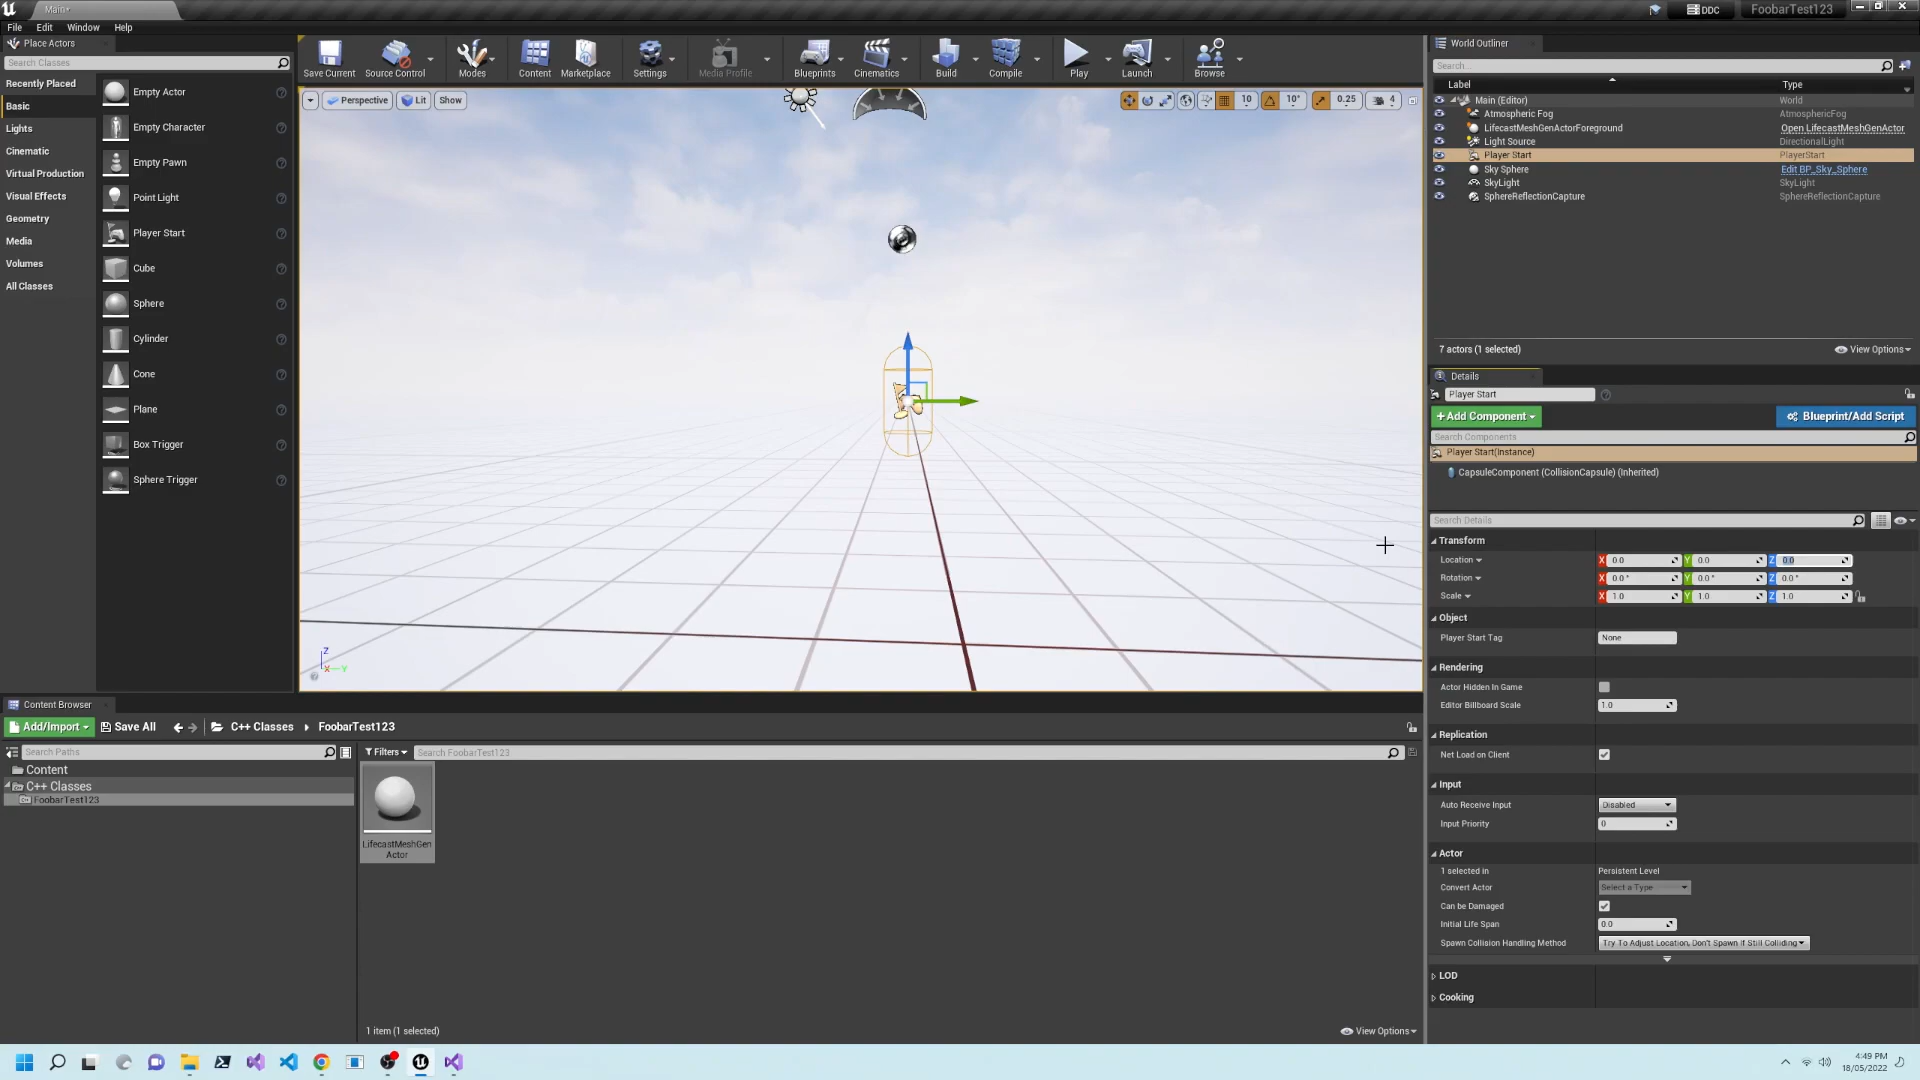 Main*
DDC
FoobarTest123
File Edit Window Help
Place Actors
Search Classes
Recently Placed
Basic
Lights
Cinematic
Virtual Production
Visual Effects
Geometry
Media
Volumes
All Classes
Empty Actor
Empty Character
Empty Pawn
Point Light
Player Start
Cube
Sphere
Cylinder
Cone
Plane
Box Trigger
Sphere Trigger
Save Current Source Control Modes Content Marketplace Settings Media Profile Blueprints Cinematics Build Compile Play Launch Browse
Perspective Lit Show
10 10° 0.25 4
Z
X Y
World Outliner
Search...
Label Type
Main (Editor) World
Atmospheric Fog AtmosphericFog
LifecastMeshGenActorForeground Open LifecastMeshGenActor
Light Source DirectionalLight
Player Start PlayerStart
Sky Sphere Edit BP_Sky_Sphere
SkyLight SkyLight
SphereReflectionCapture SphereReflectionCapture
7 actors (1 selected) View Options
Details
Player Start
+Add Component Blueprint/Add Script
Search Components
Player Start(Instance)
CapsuleComponent (CollisionCapsule) (Inherited)
Search Details
Transform
Location X 0.0 Y 0.0 Z 0.0
Rotation X 0.0 ° Y 0.0 ° Z 0.0 °
Scale X 1.0 Y 1.0 Z 1.0
Object
Player Start Tag None
Rendering
Actor Hidden In Game
Editor Billboard Scale 1.0
Replication
Net Load on Client
Input
Auto Receive Input Disabled
Input Priority 0
Actor
1 selected in Persistent Level
Convert Actor Select a Type
Can be Damaged
Initial Life Span 0.0
Spawn Collision Handling Method Try To Adjust Location, Don't Spawn If Still Colliding
LOD
Cooking
Content Browser
Add/Import Save All C++ Classes FoobarTest123
Search Paths
Content
C++ Classes
FoobarTest123
Filters Search FoobarTest123
LifecastMeshGen
Actor
1 item (1 selected) View Options
4:49 PM
18/05/2022